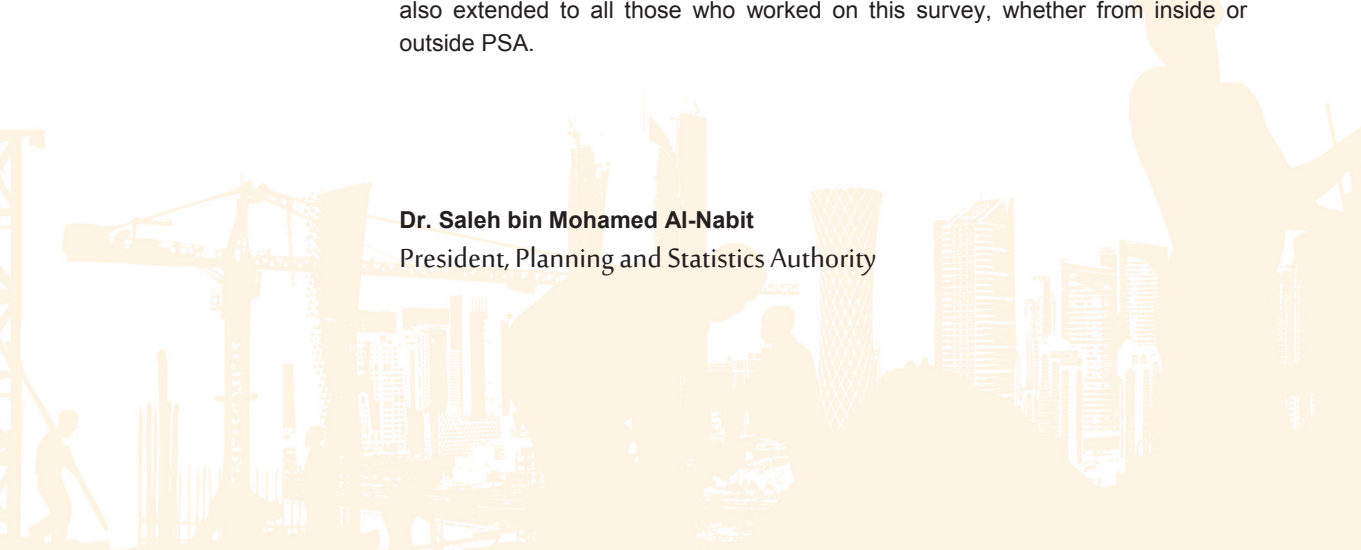 also extended to all those who worked on this survey, whether from inside or
outside PSA.
Dr. Saleh bin Mohamed Al-Nabit
President, Planning and Statistics Authority